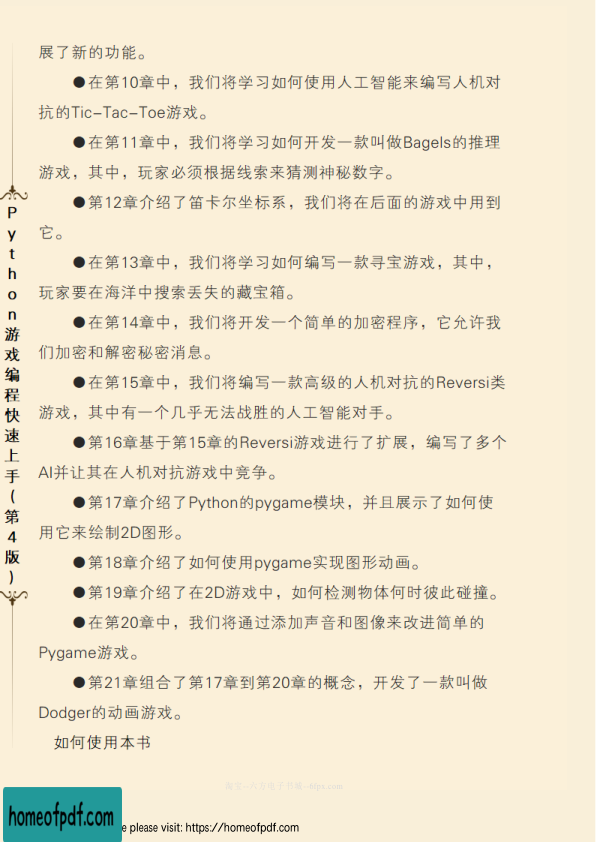 展了新的功能。
●在第10章中，我们将学习如何使用人工智能来编写人机对
抗的Tic-Tac-Toe游戏。
●在第11章中，我们将学习如何开发一款叫做Bagels的推理
游戏，其中，玩家必须根据线索来猜测神秘数字。
●第12章介绍了笛卡尔坐标系，我们将在后面的游戏中用到
它。
●在第13章中，我们将学习如何编写一款寻宝游戏，其中，
玩家要在海洋中搜索丢失的藏宝箱。
●在第14章中，我们将开发一个简单的加密程序，它允许我
们加密和解密秘密消息。
●在第15章中，我们将编写一款高级的人机对抗的Reversi类
游戏，其中有一个几乎无法战胜的人工智能对手。
●第16章基于第15章的Reversi游戏进行了扩展，编写了多个
AI并让其在人机对抗游戏中竞争。
●第17章介绍了Python的pygame模块，并且展示了如何使
用它来绘制2D图形。
●第18章介绍了如何使用pygame实现图形动画。
●第19章介绍了在2D游戏中，如何检测物体何时彼此碰撞。
●在第20章中，我们将通过添加声音和图像来改进简单的
Pygame游戏。
●第21章组合了第17章到第20章的概念，开发了一款叫做
Dodger的动画游戏。
如何使用本书
Python游戏编程快速上手(第4版)
homeofpdf.com
e please visit: https://homeofpdf.com